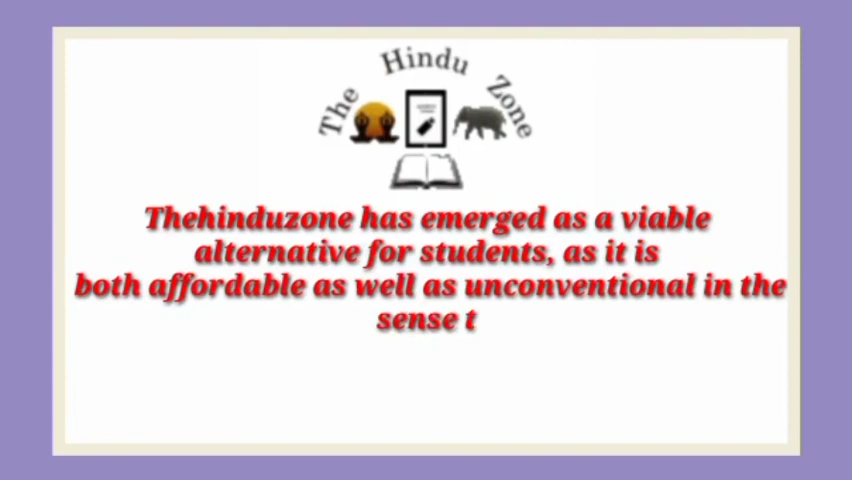 The Hindu Zone
Thehinduzone has emerged as a viable
alternative for students, as it is
both affordable as well as unconventional in the
sense t